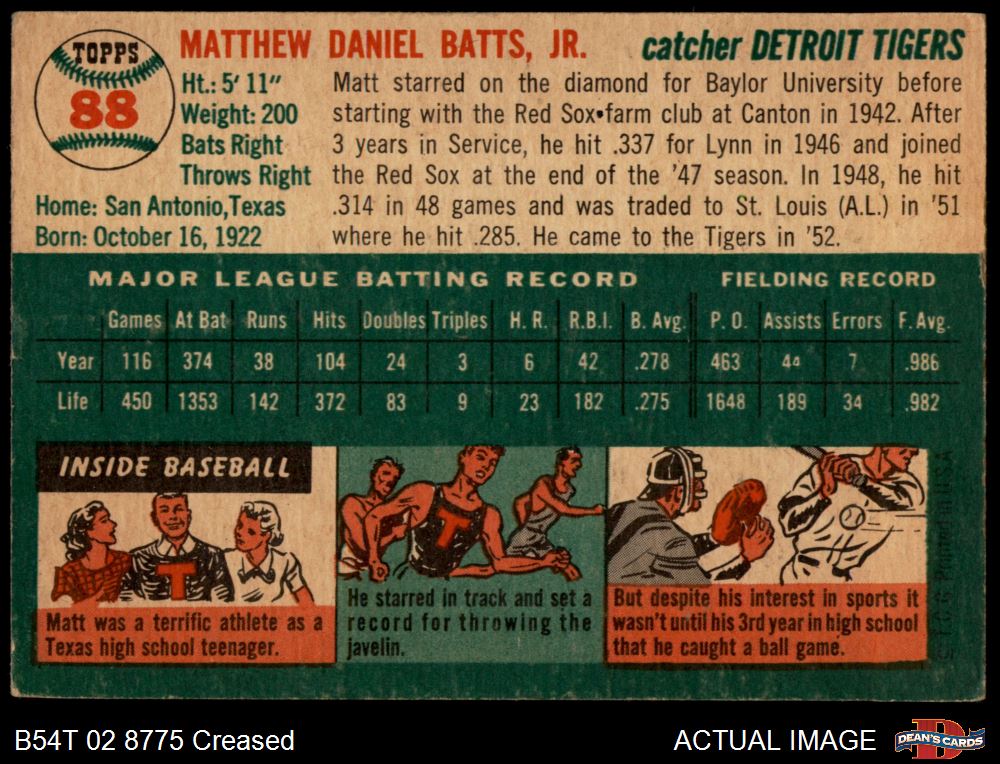 TOPPS
88
MATTHEW DANIEL BATTS, JR.
catcher DETROIT TIGERS
Ht.: 5' 11"
Weight: 200
Bats Right
Throws Right
Home: San Antonio, Texas
Born: October 16, 1922
Matt starred on the diamond for Baylor University before
starting with the Red Sox•farm club at Canton in 1942. After
3 years in Service, he hit .337 for Lynn in 1946 and joined
the Red Sox at the end of the '47 season. In 1948, he hit
.314 in 48 games and was traded to St. Louis (A.L.) in '51
where he hit .285. He came to the Tigers in '52.
MAJOR LEAGUE BATTING RECORD FIELDING RECORD
Games At Bat Runs Hits Doubles Triples H. R. R.B.I. B. Avg. P. O. Assists Errors F. Avg.
Year 116 374 38 104 24 3 6 42 .278 463 44 7 .986
Life 450 1353 142 372 83 9 23 182 .275 1648 189 34 .982
INSIDE BASEBALL
T
T
Matt was a terrific athlete as a
Texas high school teenager.
He starred in track and set a
record for throwing the
javelin.
But despite his interest in sports it
wasn't until his 3rd year in high school
that he caught a ball game.
B54T 02 8775 Creased
ACTUAL IMAGE
DEAN'S CARDS